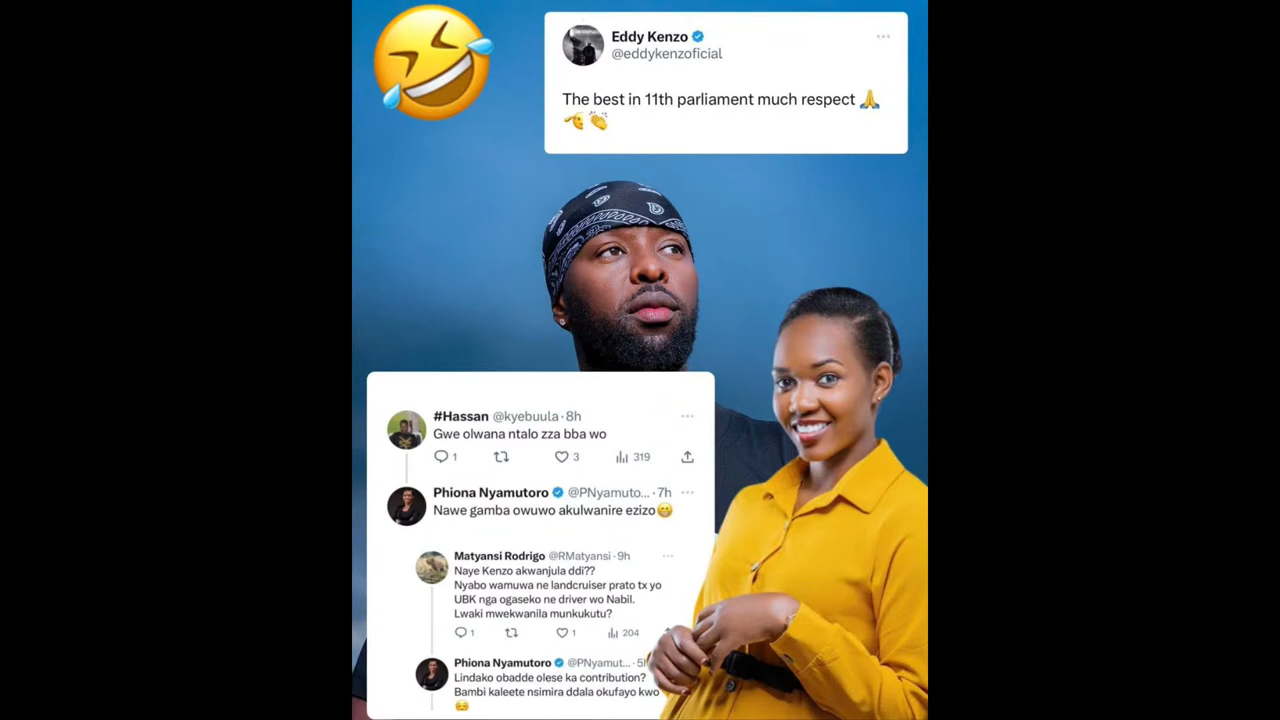 Eddy Kenzo
@eddykenzoficial
The best in 11th parliament much respect 🙏
🫡👏
#Hassan @kyebuula · 8h
Gwe olwana ntalo zza bba wo
1 3 319
Phiona Nyamutoro @PNyamuto... · 7h
Nawe gamba owuwo akulwanire ezizo😁
Matyansi Rodrigo @RMatyansi · 9h
Naye Kenzo akwanjula ddi??
Nyabo wamuwa ne landcruiser prato tx yo
UBK nga ogaseko ne driver wo Nabil.
Lwaki mwekwanila munkukutu?
1 1 204
Phiona Nyamutoro @PNyamut... · 5h
Lindako obadde olese ka contribution?
Bambi kaleete nsimira ddala okufayo kwo
☺️